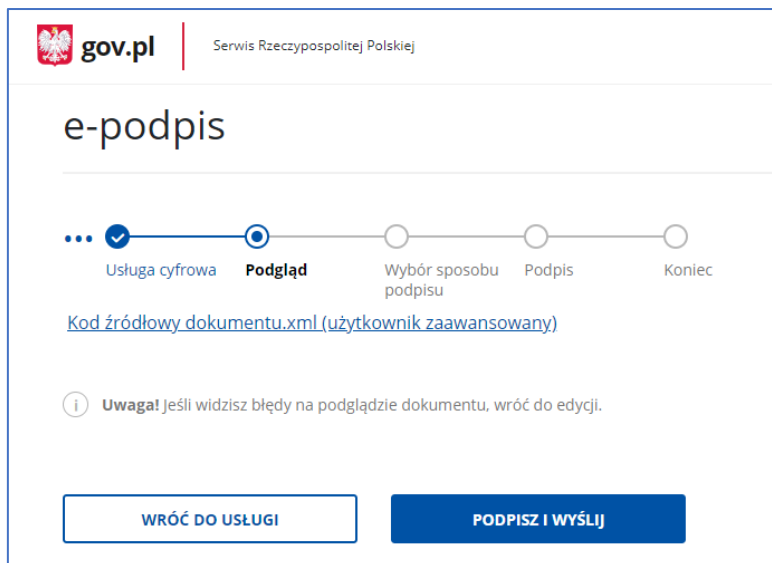 gov.pl
Serwis Rzeczypospolitej Polskiej
e-podpis
Usługa cyfrowa
Podgląd
Wybór sposobu
podpisu
Podpis
Koniec
Kod źródłowy dokumentu.xml (użytkownik zaawansowany)
Uwaga! Jeśli widzisz błędy na podglądzie dokumentu, wróć do edycji.
WRÓĆ DO USŁUGI
PODPISZ I WYŚLIJ